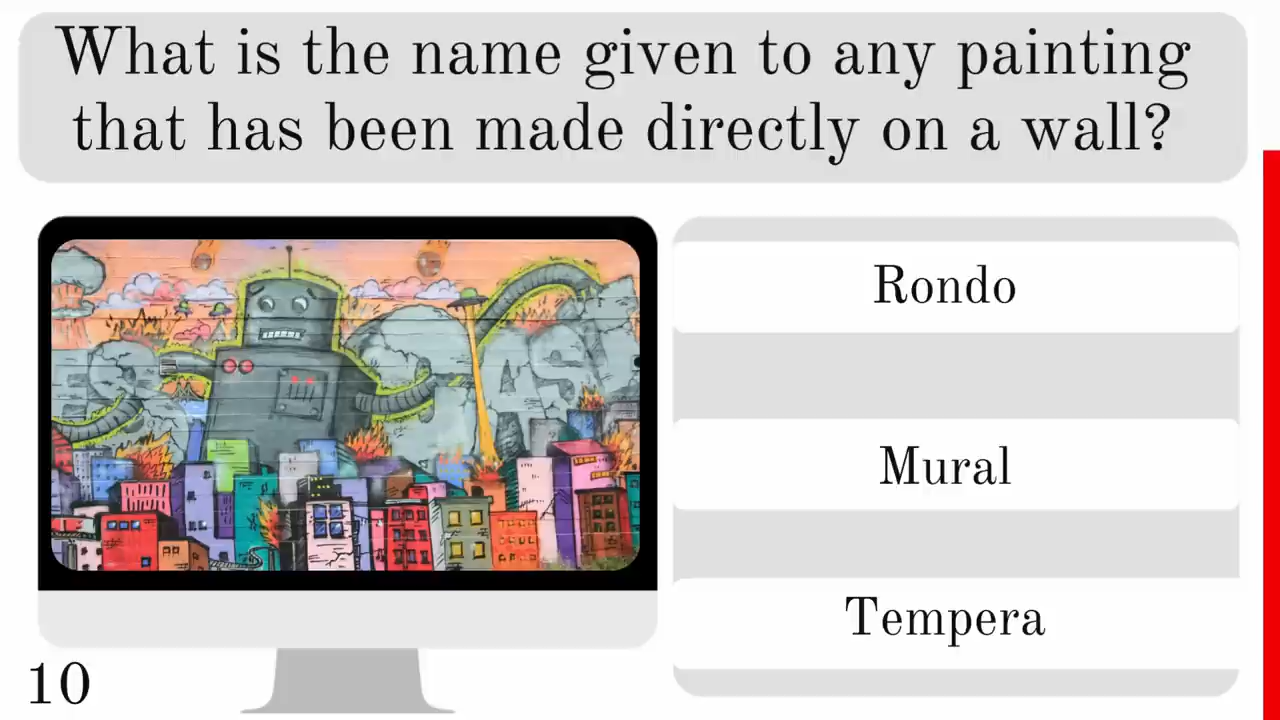 What is the name given to any painting
that has been made directly on a wall?
Rondo
Mural
Tempera
10